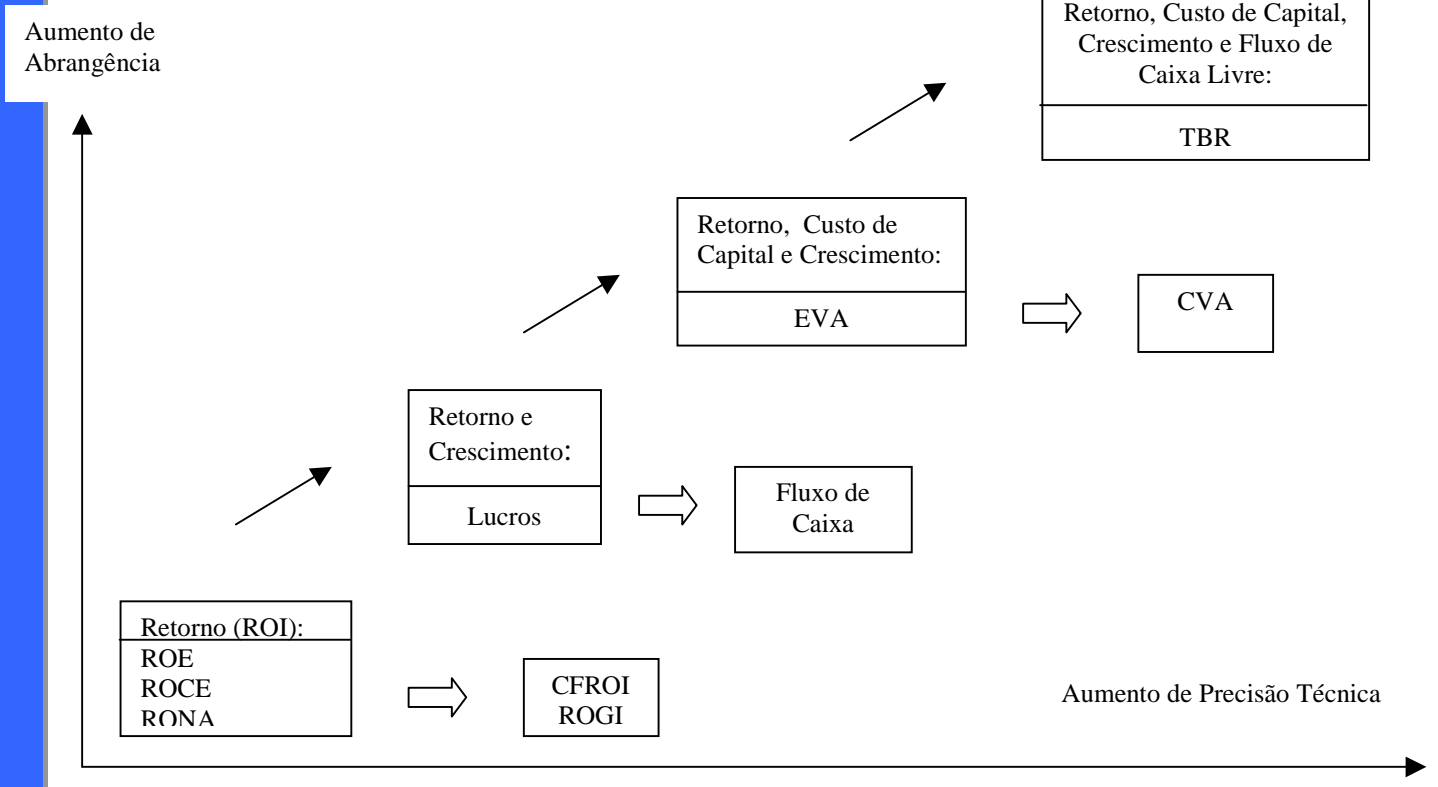 Aumento de
Abrangência
Retorno, Custo de Capital,
Crescimento e Fluxo de
Caixa Livre:
TBR
Retorno, Custo de
Capital e Crescimento:
EVA
CVA
Retorno e
Crescimento:
Lucros
Fluxo de
Caixa
Retorno (ROI):
ROE
ROCE
RONA
CFROI
ROGI
Aumento de Precisão Técnica